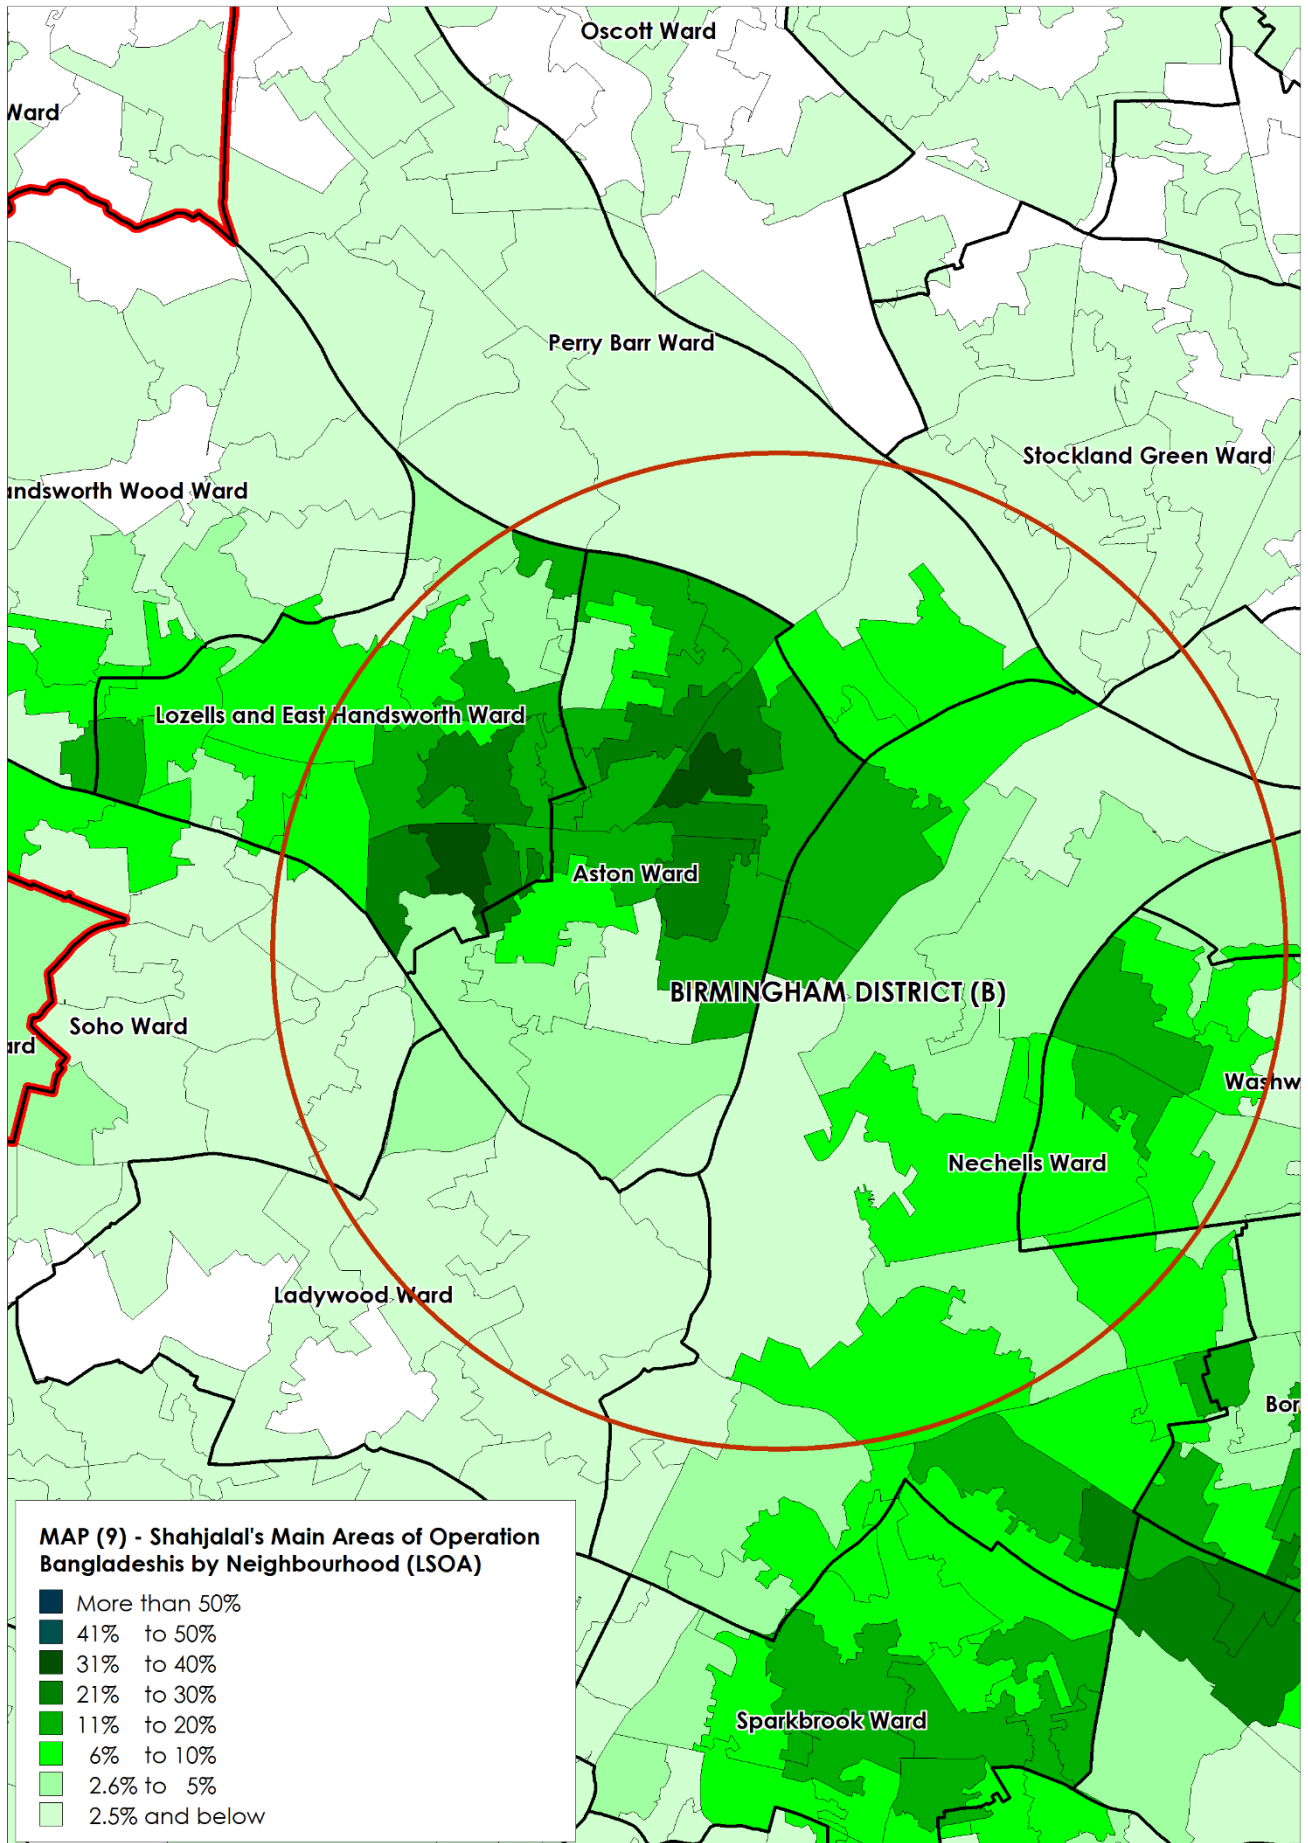 Oscott Ward
Ward
Perry Barr Ward
Stockland Green Ward
andsworth Wood Ward
Lozells and East Handsworth Ward
Aston Ward
BIRMINGHAM DISTRICT (B)
Soho Ward
ard
Washw
Nechells Ward
Ladywood Ward
Bor
MAP (9) - Shahjalal's Main Areas of Operation
Bangladeshis by Neighbourhood (LSOA)
More than 50%
41% to 50%
31% to 40%
21% to 30%
11% to 20%
6% to 10%
2.6% to 5%
2.5% and below
Sparkbrook Ward